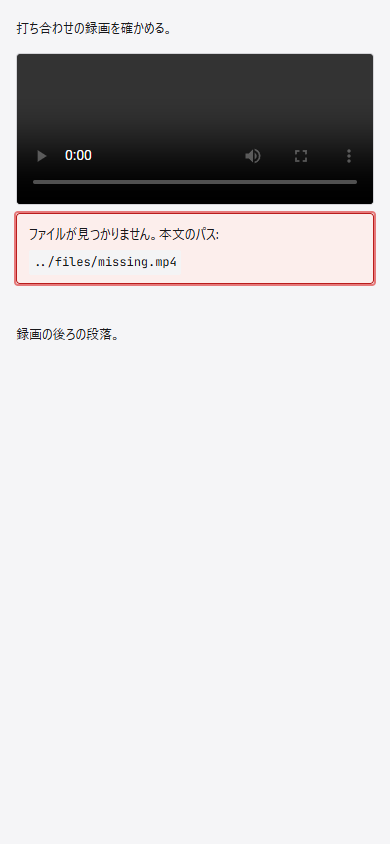 打ち合わせの録画を確かめる。
0:00
ファイルが見つかりません。本文のパス:
../files/missing.mp4
録画の後ろの段落。